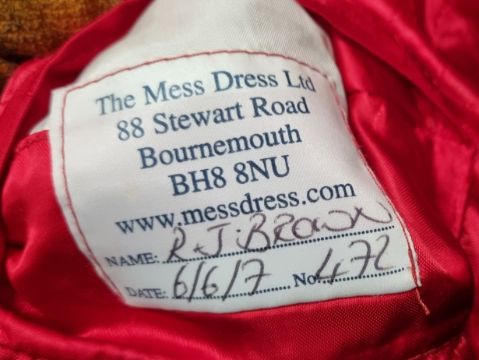 The Mess Dress Ltd
88 Stewart Road
Bournemouth
BH8 8NU
www.messdress.com
NAME: R.J. BROWN
DATE: 6/6/7 No. 472